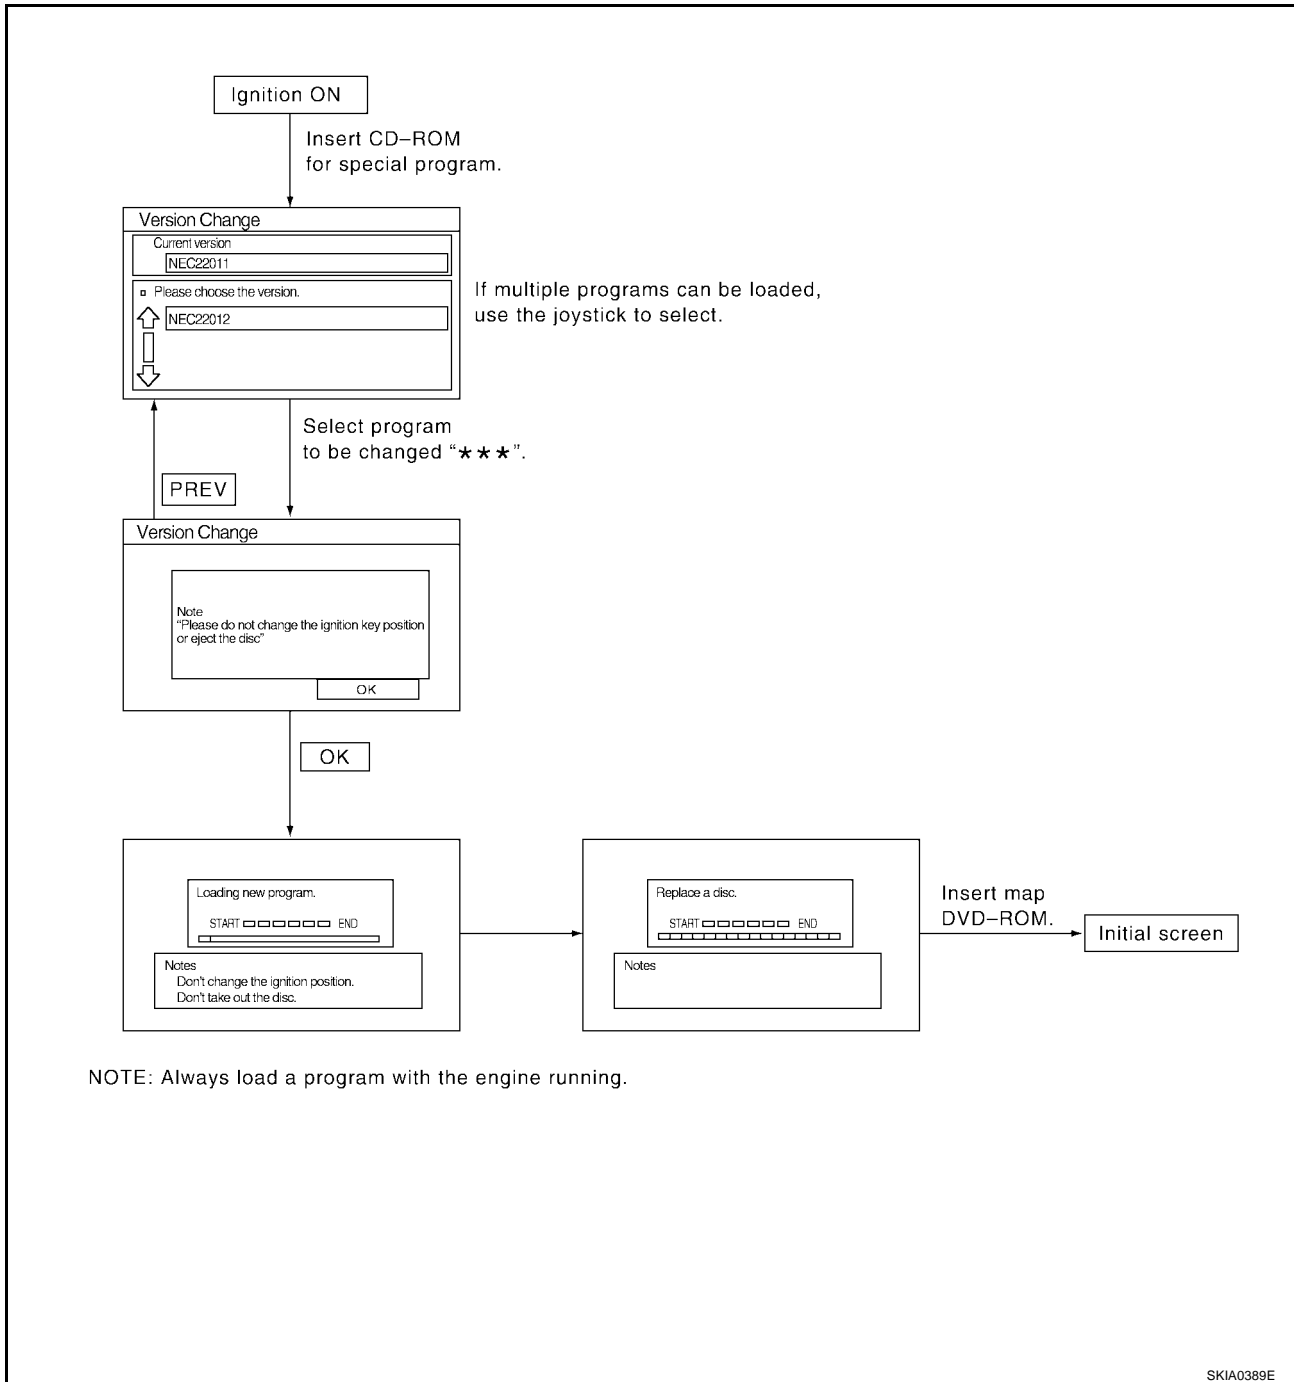 Ignition ON
Insert CD–ROM
for special program.
Version Change
Current version
NEC22011
Please choose the version.
NEC22012
If multiple programs can be loaded,
use the joystick to select.
Select program
to be changed “★★★”.
PREV
Version Change
Note
“Please do not change the ignition key position
or eject the disc”
OK
OK
Loading new program.
START END
Notes
Don't change the ignition position.
Don't take out the disc.
Replace a disc.
START END
Notes
Insert map
DVD–ROM.
Initial screen
NOTE: Always load a program with the engine running.
SKIA0389E